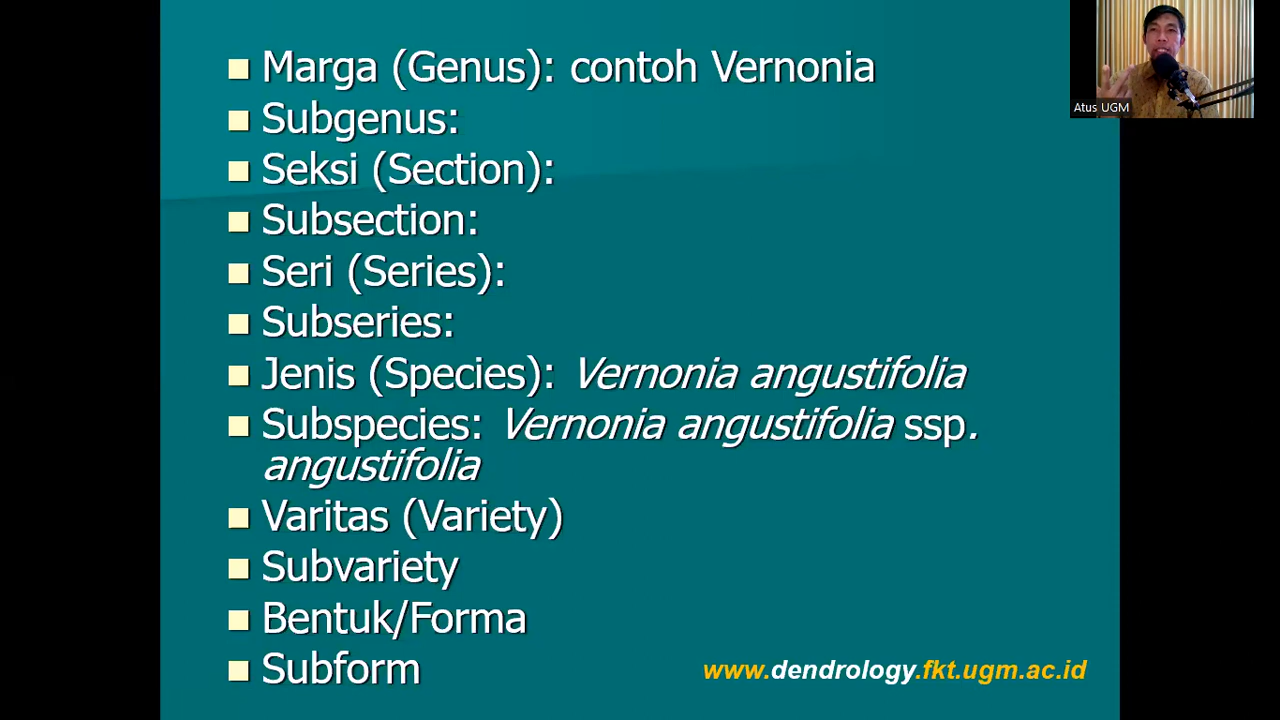 Marga (Genus): contoh Vernonia
Atus UGM
Subgenus:
Seksi (Section):
Subsection:
Seri (Series):
Subseries:
Jenis (Species): Vernonia angustifolia
Subspecies: Vernonia angustifolia ssp.
angustifolia
Varitas (Variety)
Subvariety
Bentuk/Forma
Subform
www.dendrology.fkt.ugm.ac.id